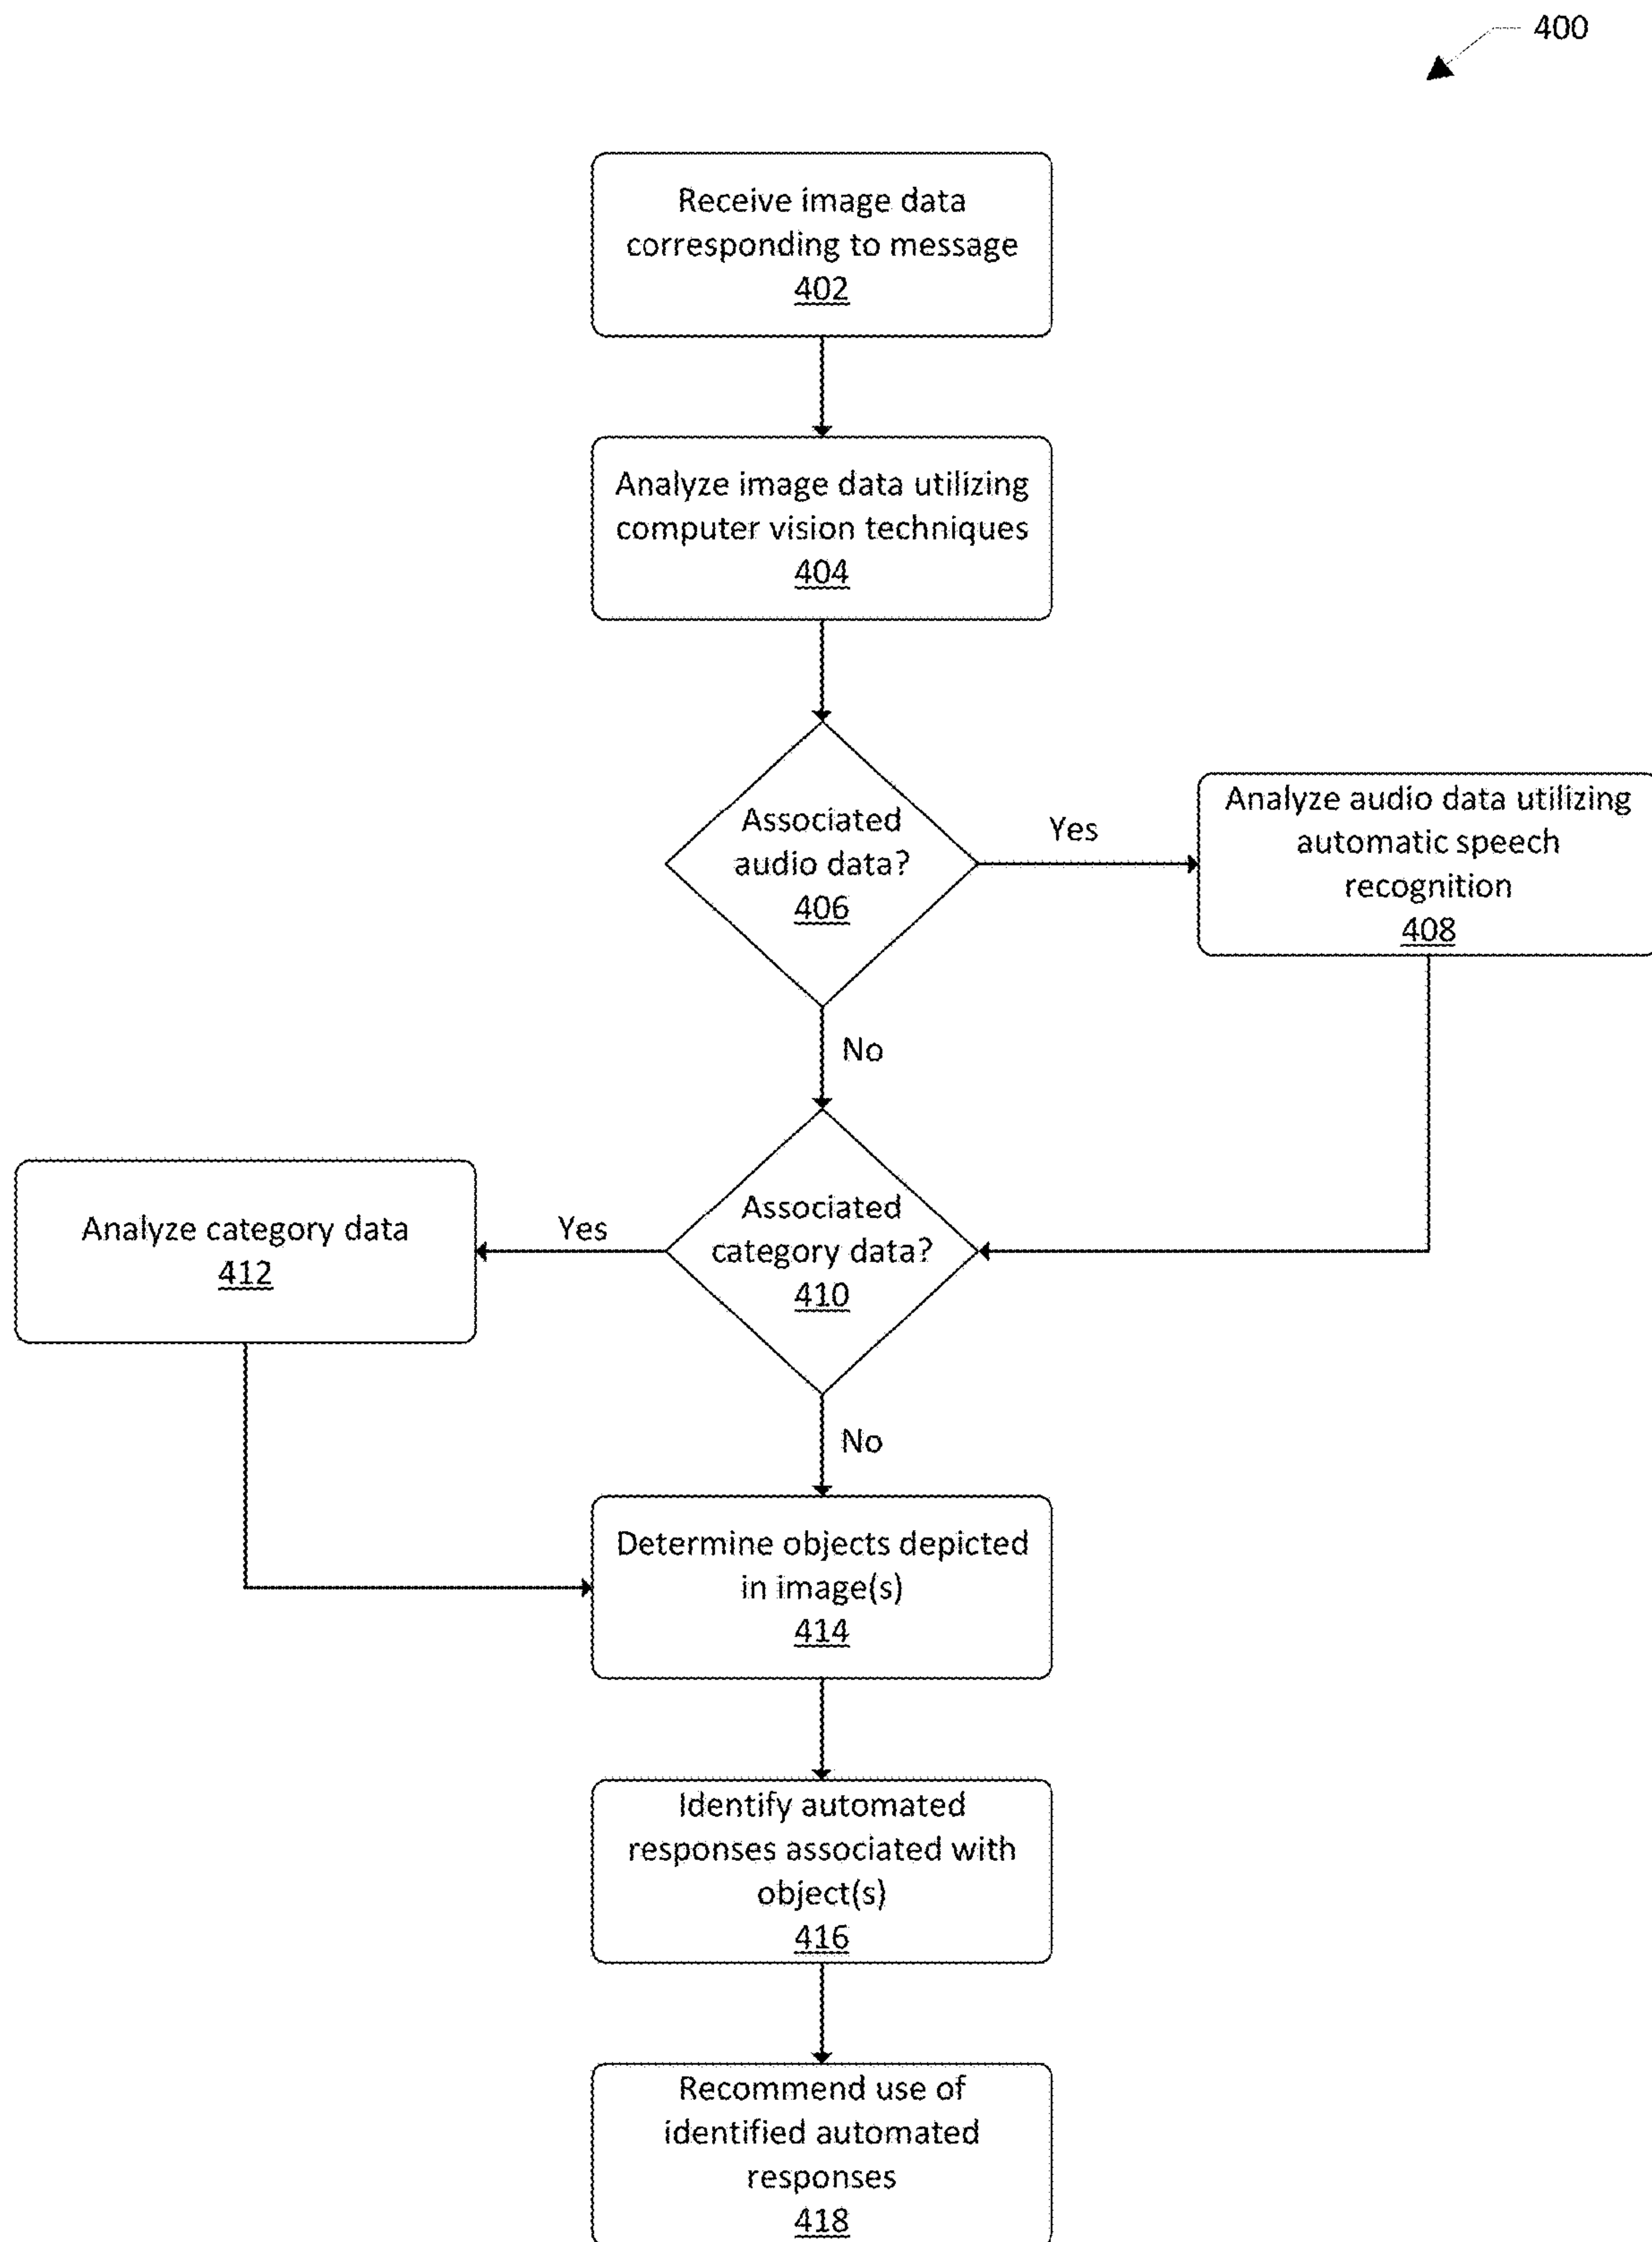 400
Receive image data
corresponding to message
402
Analyze image data utilizing
computer vision techniques
404
Associated
audio data?
406
Yes
Analyze audio data utilizing
automatic speech
recognition
408
No
Associated
category data?
410
Yes
Analyze category data
412
No
Determine objects depicted
in image(s)
414
Identify automated
responses associated with
object(s)
416
Recommend use of
identified automated
responses
418